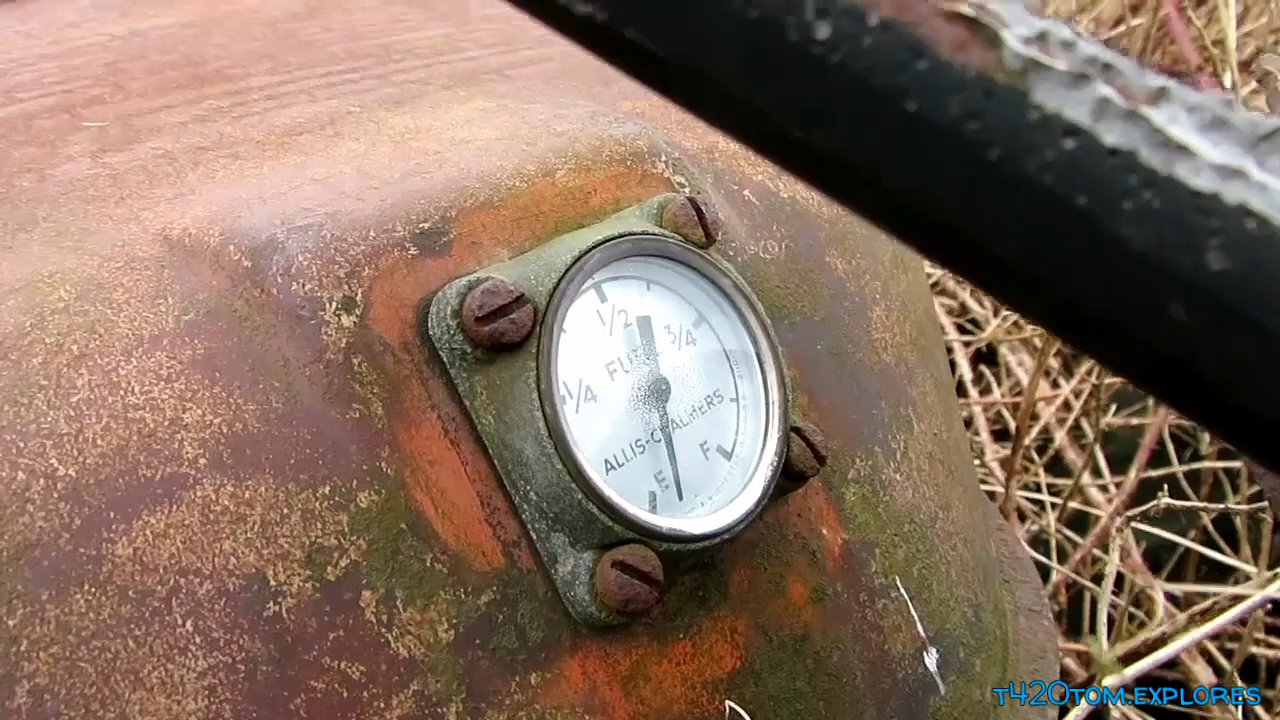 1/2
3/4
1/4
FUEL
ALLIS-CHALMERS
E
F
T420TOM.EXPLORES